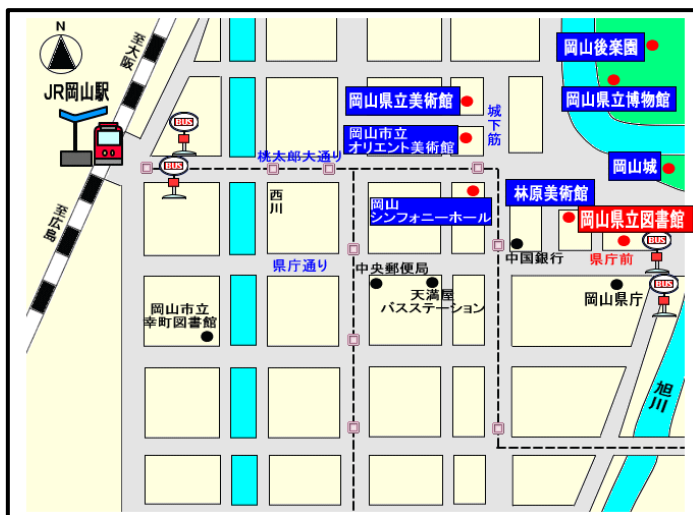 N
至大阪
JR岡山駅
至広島
BUS
BUS
岡山後楽園
岡山県立博物館
岡山県立美術館
城下筋
岡山市立
オリエント美術館
桃太郎大通り
岡山城
西川
岡山
シンフォニーホール
林原美術館
岡山県立図書館
BUS
県庁前
中国銀行
県庁通り
中央郵便局
天満屋
バスステーション
岡山県庁
BUS
岡山市立
幸町図書館
旭川